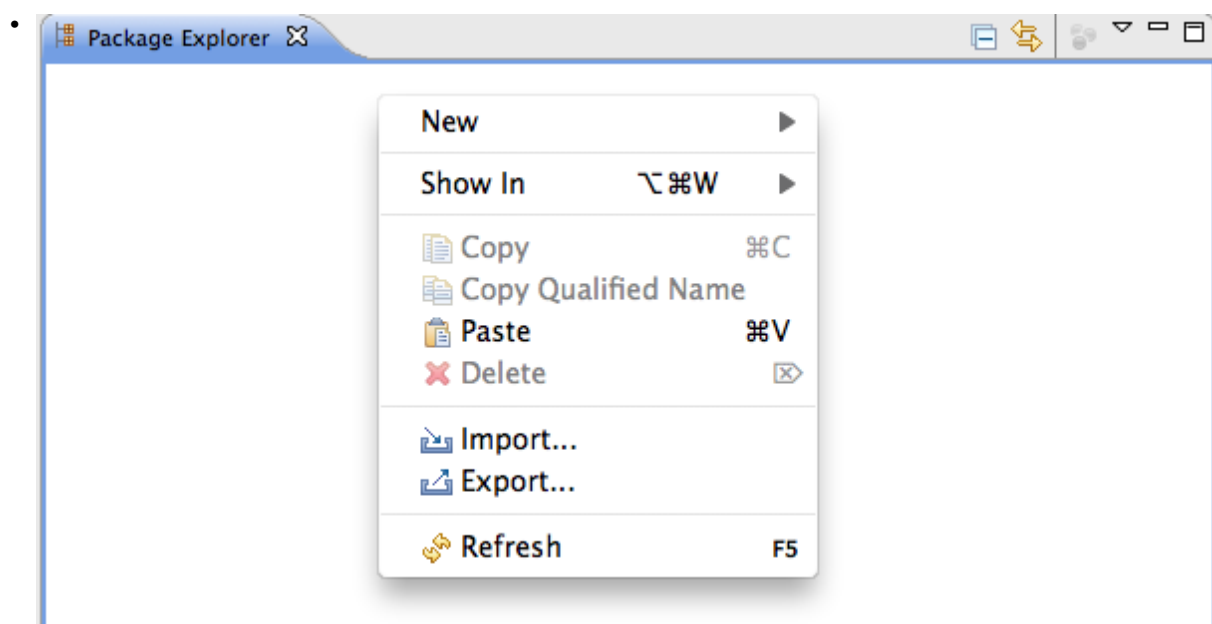 Package Explorer
New
Show In ⌥⌘W
Copy ⌘C
Copy Qualified Name
Paste ⌘V
Delete ⌦
Import...
Export...
Refresh F5